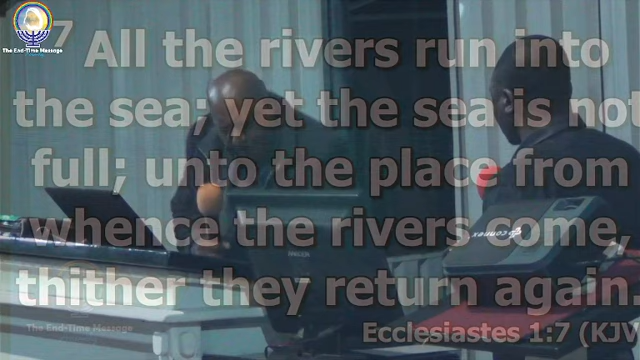 The End-Time Message
7 All the rivers run into
the sea; yet the sea is not
full; unto the place from
whence the rivers come,
thither they return again.
Ecclesiastes 1:7 (KJV
The End-Time Message
connex